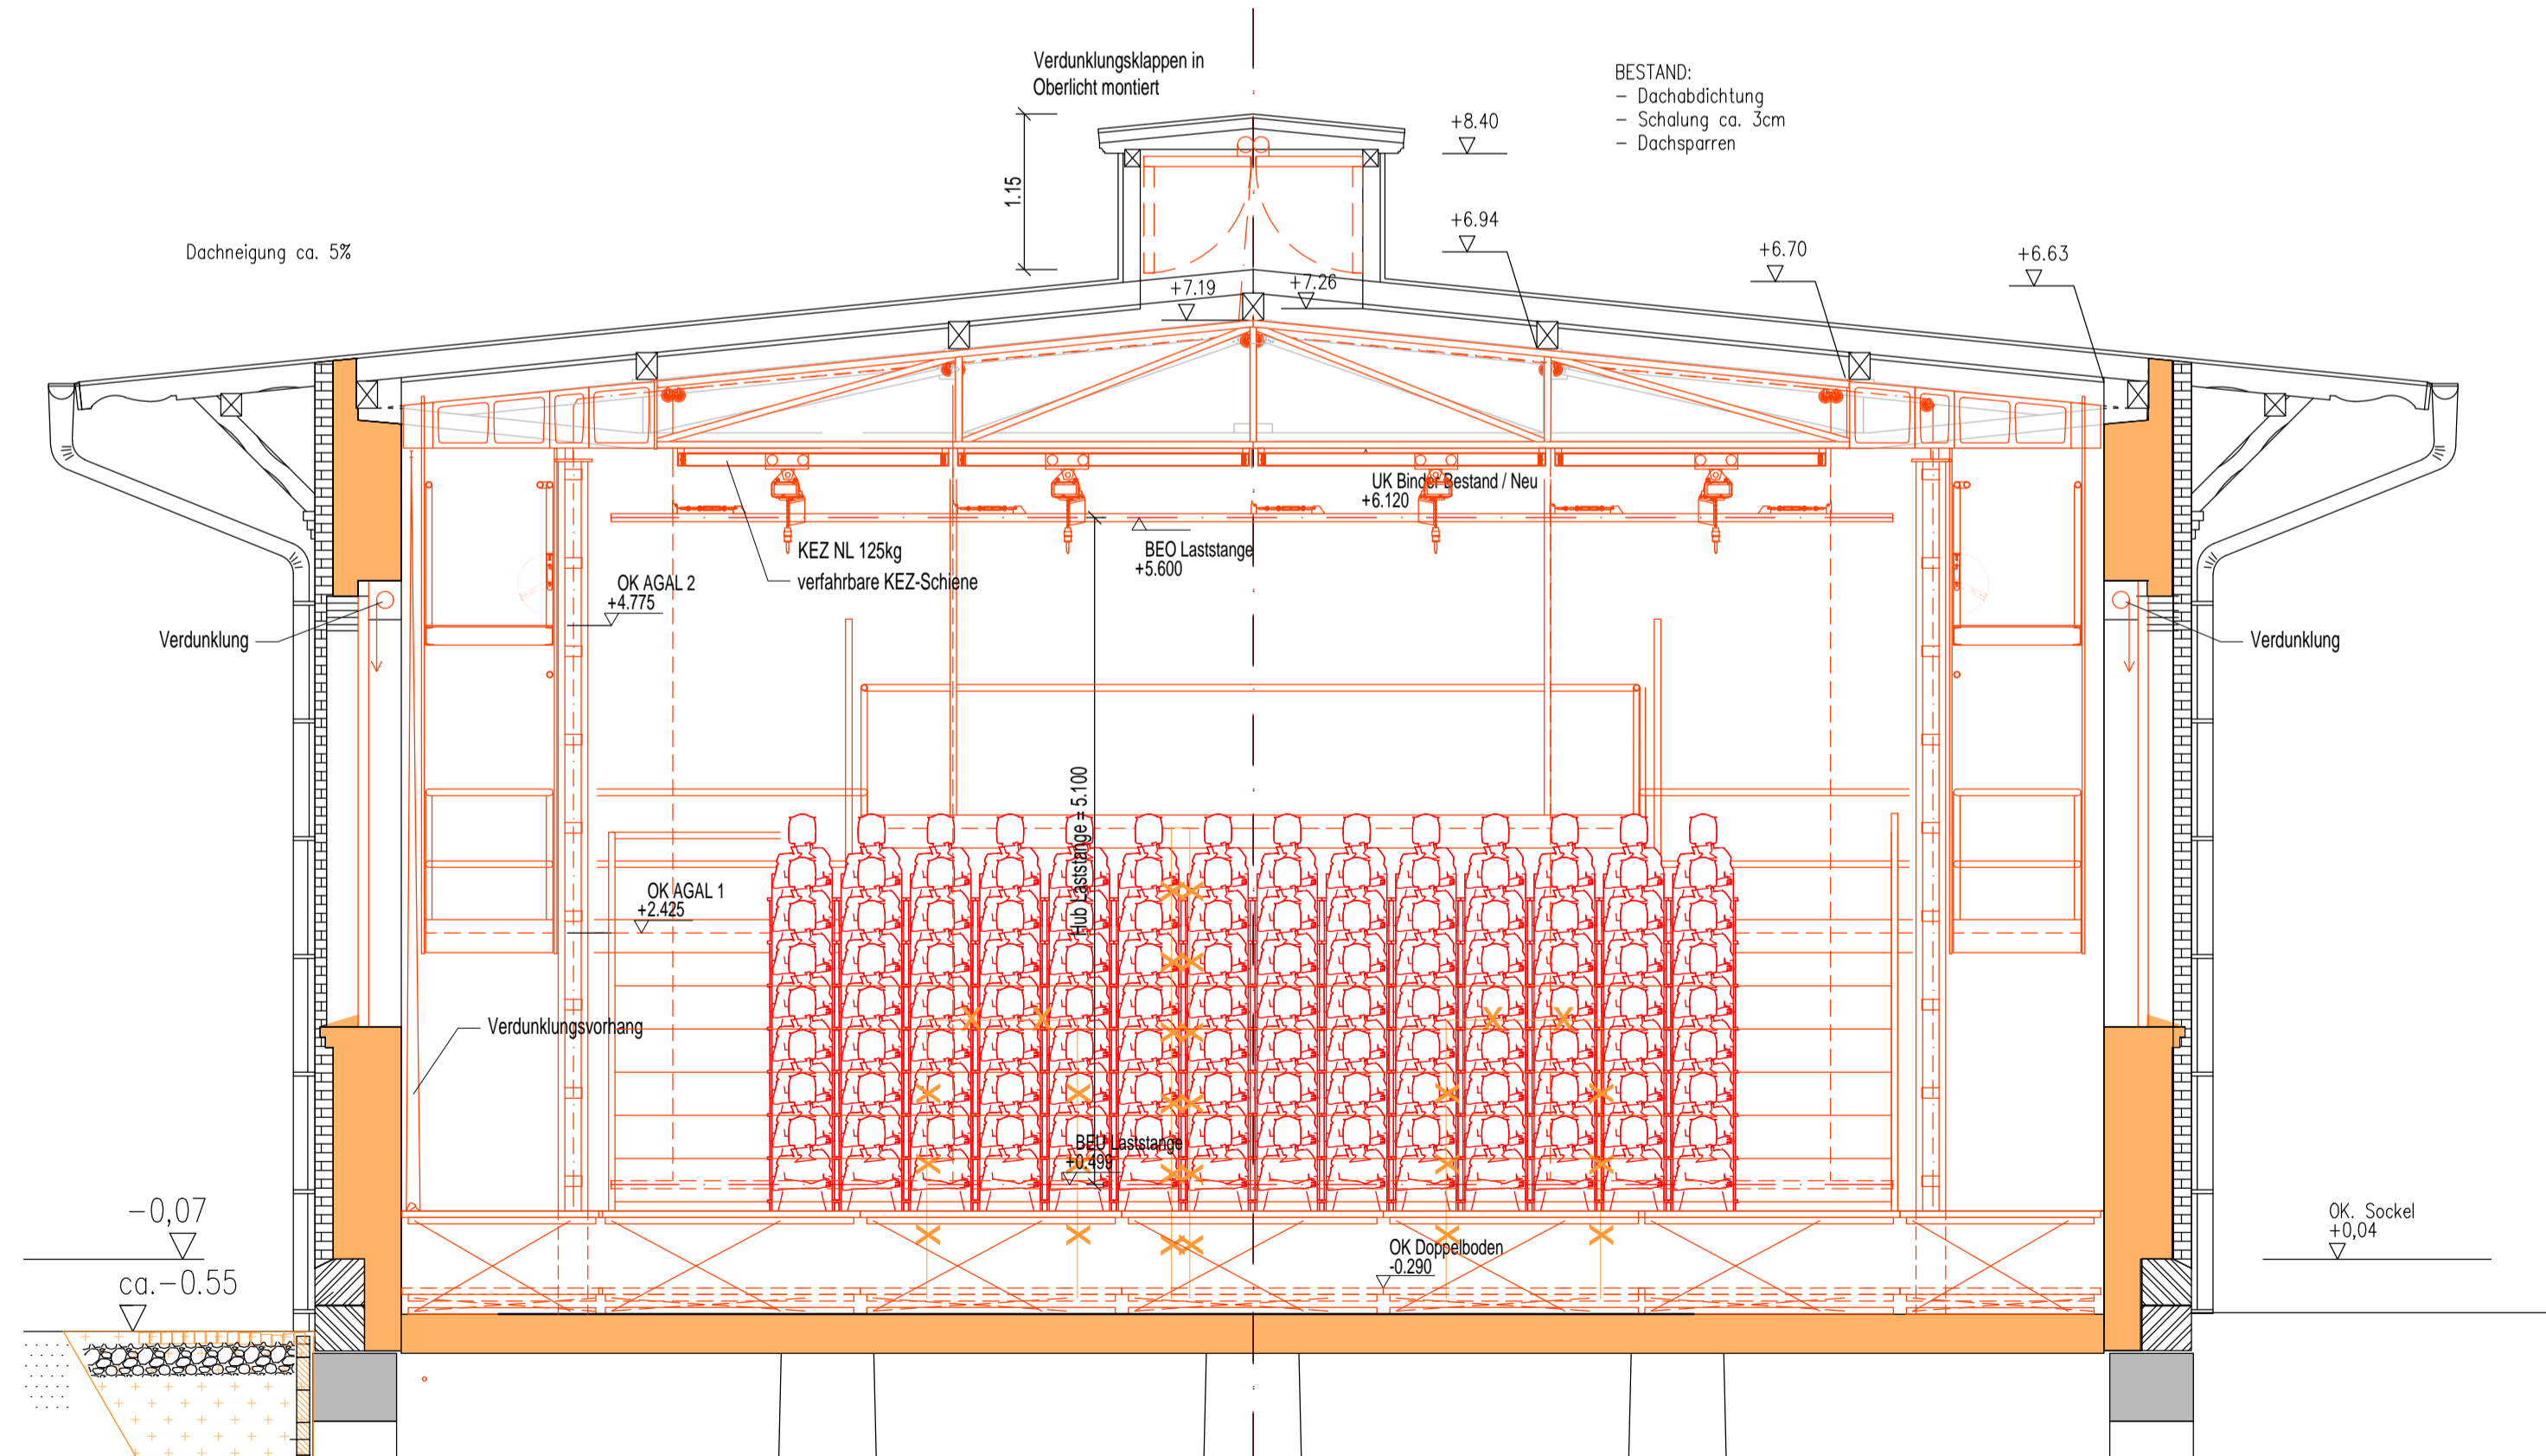 Verdunklungsklappen in
Oberlicht montiert
BESTAND:
- Dachabdichtung
- Schalung ca. 3cm
- Dachsparren
+8.40
1.15
+6.94
+6.70
+6.63
Dachneigung ca. 5%
+7.19
+7.26
UK Binder Bestand / Neu
+6.120
KEZ NL 125kg
verfahrbare KEZ-Schiene
BEO Laststange
+5.600
OK AGAL 2
+4.775
Verdunklung
Verdunklung
Hub Laststange = 5.100
OK AGAL 1
+2.425
Verdunklungsvorhang
BEU Laststange
+0.499
-0,07
ca.-0.55
OK Doppelboden
-0.290
OK. Sockel
+0,04